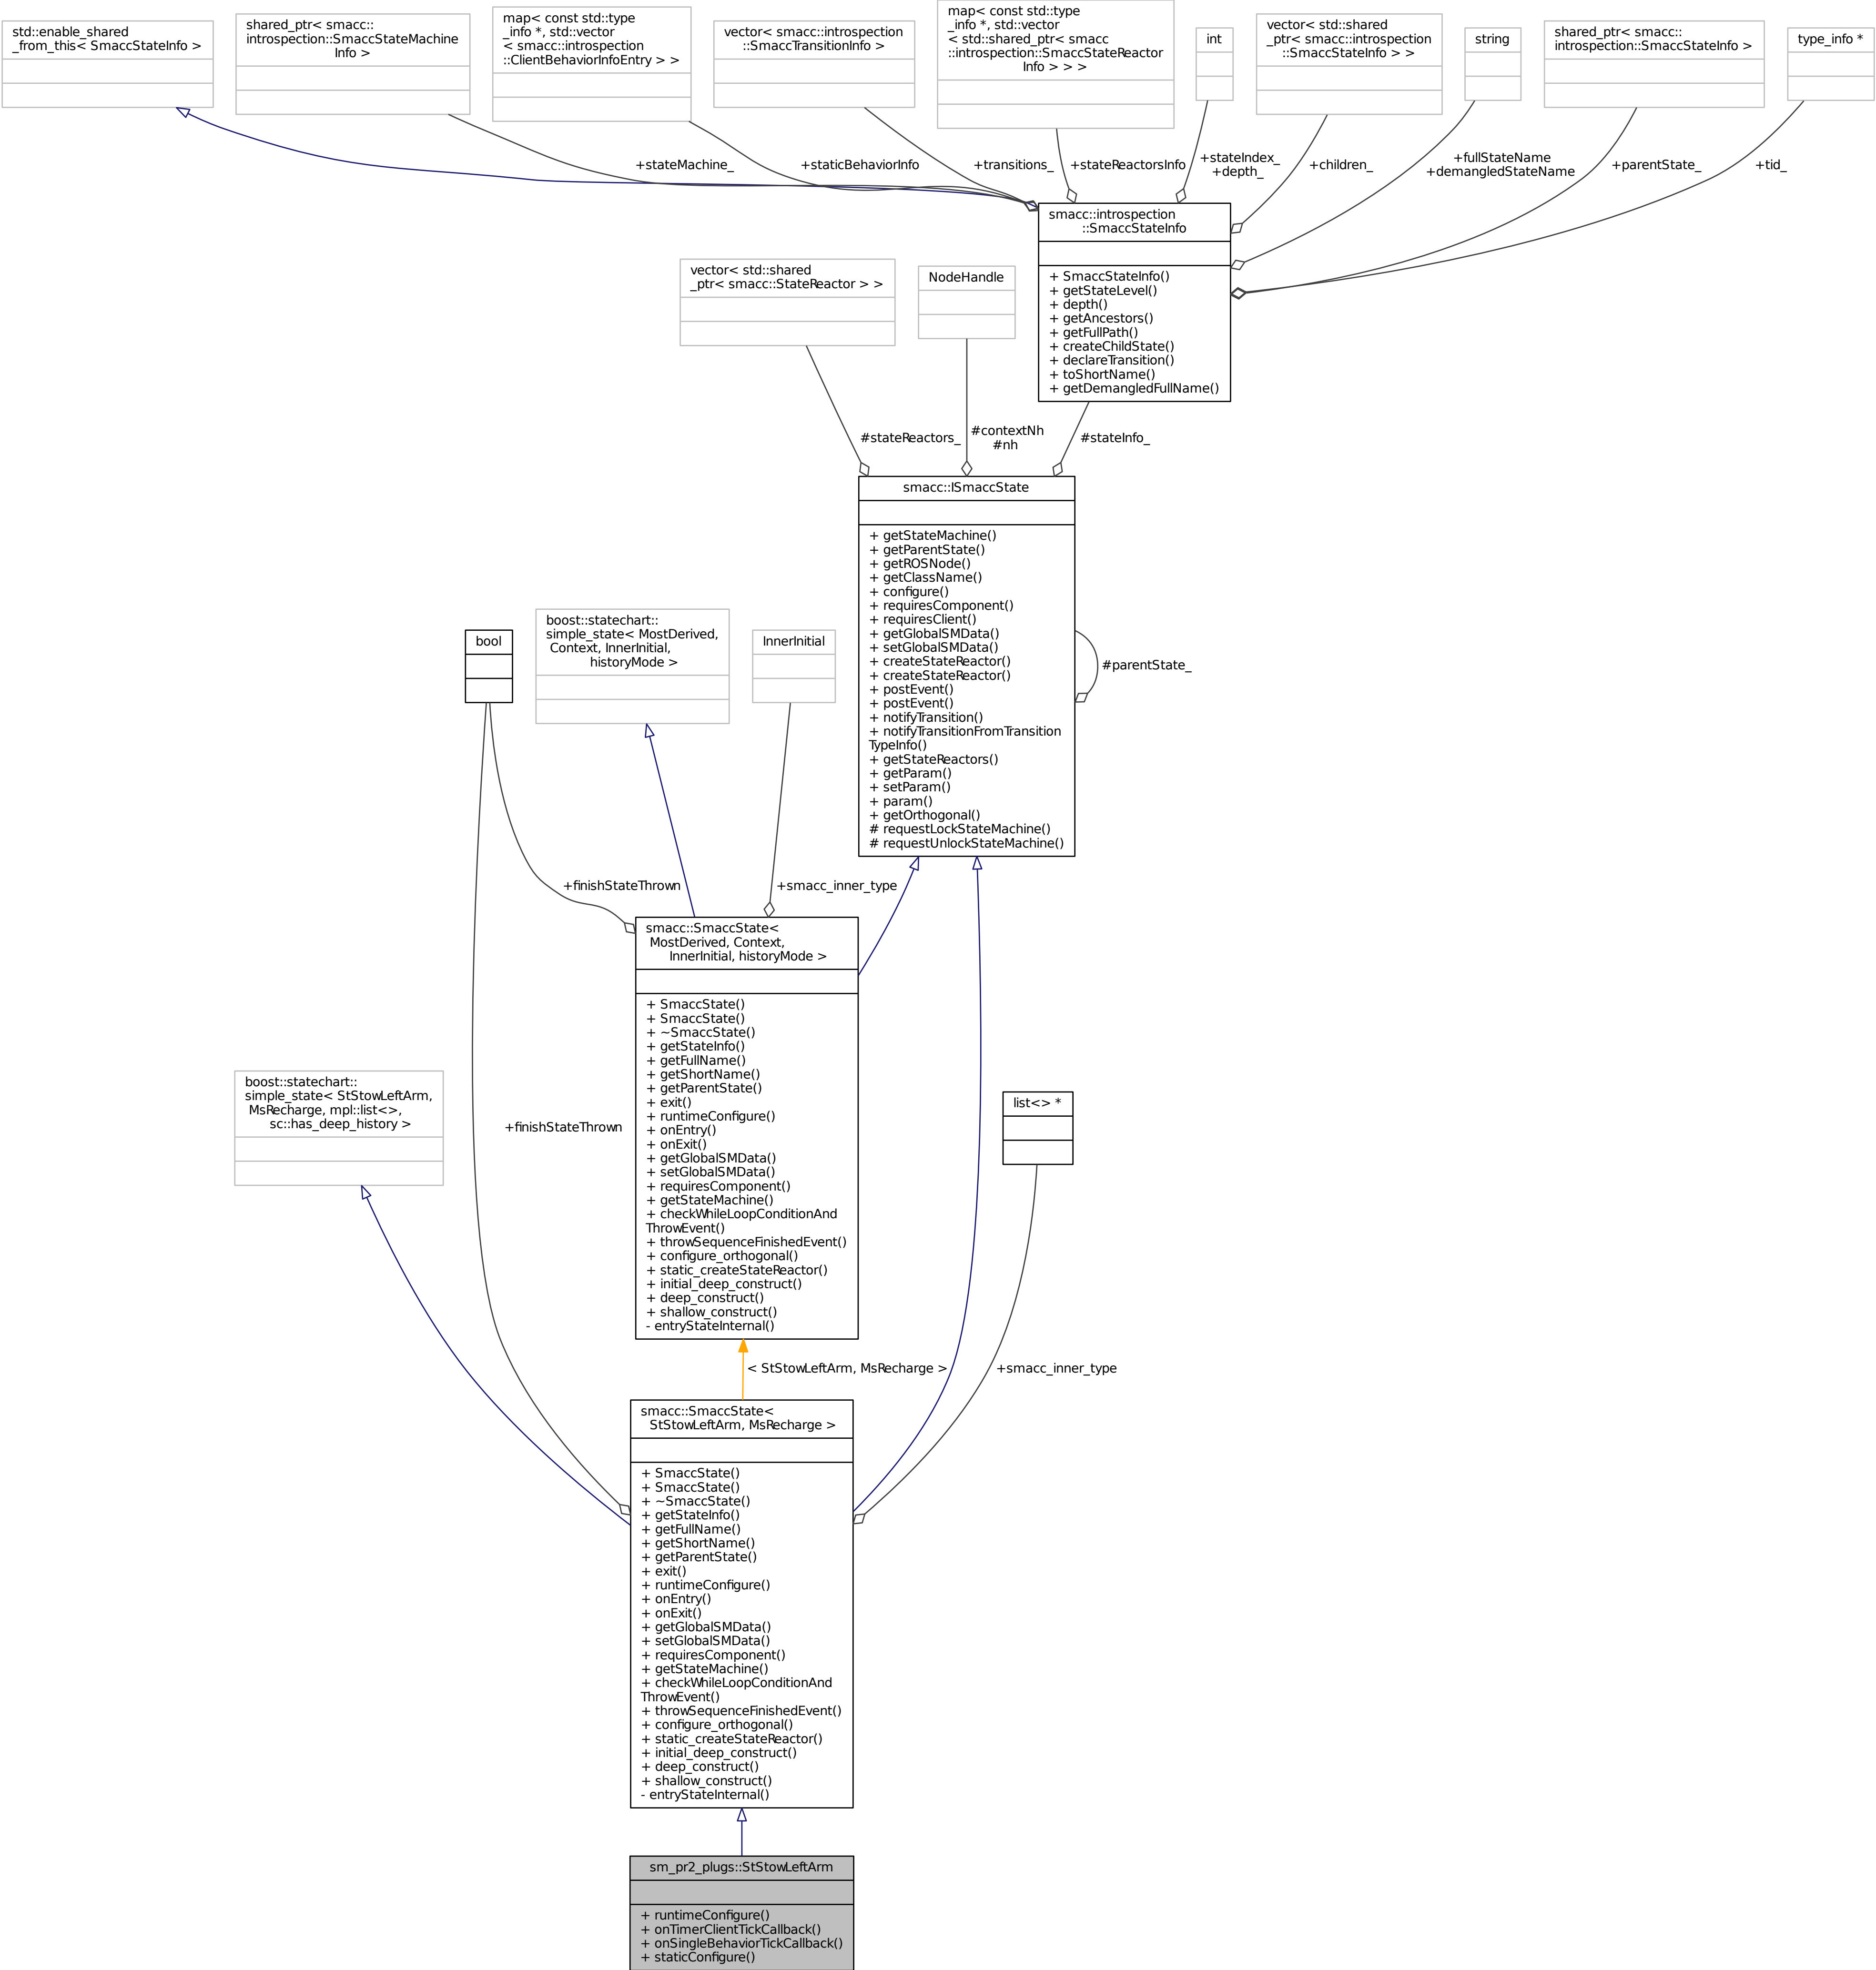 std::enable_shared
_from_this< SmaccStateInfo >
shared_ptr< smacc::
introspection::SmaccStateMachine
Info >
map< const std::type
_info *, std::vector
< smacc::introspection
::ClientBehaviorInfoEntry > >
vector< smacc::introspection
::SmaccTransitionInfo >
map< const std::type
_info *, std::vector
< std::shared_ptr< smacc
::introspection::SmaccStateReactor
Info > > >
int
vector< std::shared
_ptr< smacc::introspection
::SmaccStateInfo > >
string
shared_ptr< smacc::
introspection::SmaccStateInfo >
type_info *
+stateMachine_
+staticBehaviorInfo
+transitions_
+stateReactorsInfo
+stateIndex_
+depth_
+children_
+fullStateName
+demangledStateName
+parentState_
+tid_
smacc::introspection
::SmaccStateInfo
+ SmaccStateInfo()
+ getStateLevel()
+ depth()
+ getAncestors()
+ getFullPath()
+ createChildState()
+ declareTransition()
+ toShortName()
+ getDemangledFullName()
vector< std::shared
_ptr< smacc::StateReactor > >
NodeHandle
#stateReactors_
#contextNh
#nh
#stateInfo_
smacc::ISmaccState
+ getStateMachine()
+ getParentState()
+ getROSNode()
+ getClassName()
+ configure()
+ requiresComponent()
+ requiresClient()
+ getGlobalSMData()
+ setGlobalSMData()
+ createStateReactor()
+ createStateReactor()
+ postEvent()
+ postEvent()
+ notifyTransition()
+ notifyTransitionFromTransition
TypeInfo()
+ getStateReactors()
+ getParam()
+ setParam()
+ param()
+ getOrthogonal()
# requestLockStateMachine()
# requestUnlockStateMachine()
#parentState_
bool
boost::statechart::
simple_state< MostDerived,
Context, InnerInitial,
historyMode >
InnerInitial
+finishStateThrown
+smacc_inner_type
smacc::SmaccState<
MostDerived, Context,
InnerInitial, historyMode >
+ SmaccState()
+ SmaccState()
+ ~SmaccState()
+ getStateInfo()
+ getFullName()
+ getShortName()
+ getParentState()
+ exit()
+ runtimeConfigure()
+ onEntry()
+ onExit()
+ getGlobalSMData()
+ setGlobalSMData()
+ requiresComponent()
+ getStateMachine()
+ checkWhileLoopConditionAnd
ThrowEvent()
+ throwSequenceFinishedEvent()
+ configure_orthogonal()
+ static_createStateReactor()
+ initial_deep_construct()
+ deep_construct()
+ shallow_construct()
- entryStateInternal()
boost::statechart::
simple_state< StStowLeftArm,
MsRecharge, mpl::list<>,
sc::has_deep_history >
+finishStateThrown
list<> *
< StStowLeftArm, MsRecharge >
+smacc_inner_type
smacc::SmaccState<
StStowLeftArm, MsRecharge >
+ SmaccState()
+ SmaccState()
+ ~SmaccState()
+ getStateInfo()
+ getFullName()
+ getShortName()
+ getParentState()
+ exit()
+ runtimeConfigure()
+ onEntry()
+ onExit()
+ getGlobalSMData()
+ setGlobalSMData()
+ requiresComponent()
+ getStateMachine()
+ checkWhileLoopConditionAnd
ThrowEvent()
+ throwSequenceFinishedEvent()
+ configure_orthogonal()
+ static_createStateReactor()
+ initial_deep_construct()
+ deep_construct()
+ shallow_construct()
- entryStateInternal()
sm_pr2_plugs::StStowLeftArm
+ runtimeConfigure()
+ onTimerClientTickCallback()
+ onSingleBehaviorTickCallback()
+ staticConfigure()